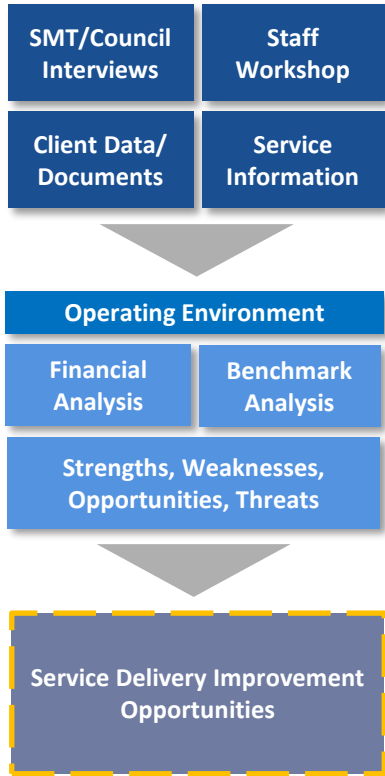 SMT/Council
Interviews
Staff
Workshop
Client Data/
Documents
Service
Information
Operating Environment
Financial
Analysis
Benchmark
Analysis
Strengths, Weaknesses,
Opportunities, Threats
Service Delivery Improvement
Opportunities